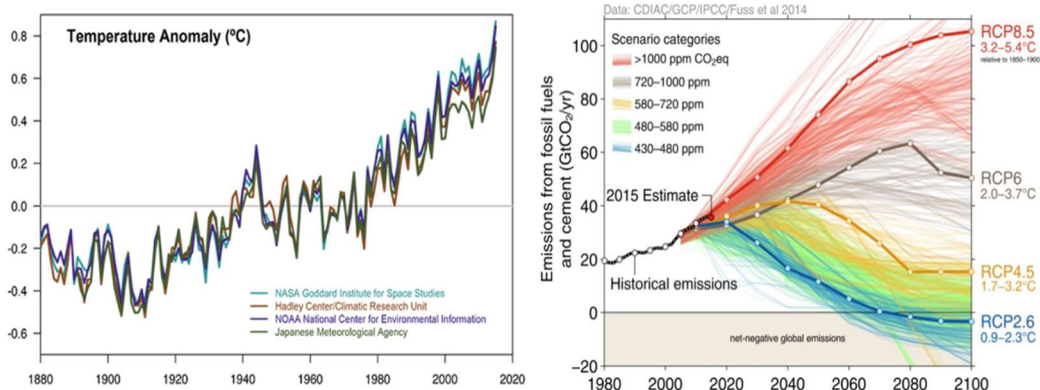 Temperature Anomaly (ºC)
0.8
0.6
0.4
0.2
0.0
-0.2
-0.4
-0.6
NASA Goddard Institute for Space Studies
Hadley Center/Climatic Research Unit
NOAA National Center for Environmental Information
Japanese Meteorological Agency
1880
1900
1920
1940
1960
1980
2000
2020
Data: CDIAC/GCP/IPCC/Fuss et al 2014
Emissions from fossil fuels
and cement (GtCO₂/yr)
100
80
60
40
20
0
−20
Scenario categories
>1000 ppm CO₂eq
720−1000 ppm
580−720 ppm
480−580 ppm
430−480 ppm
2015 Estimate
Historical emissions
net-negative global emissions
RCP8.5
3.2−5.4°C
relative to 1850−1900
RCP6
2.0−3.7°C
RCP4.5
1.7−3.2°C
RCP2.6
0.9−2.3°C
1980
2000
2020
2040
2060
2080
2100